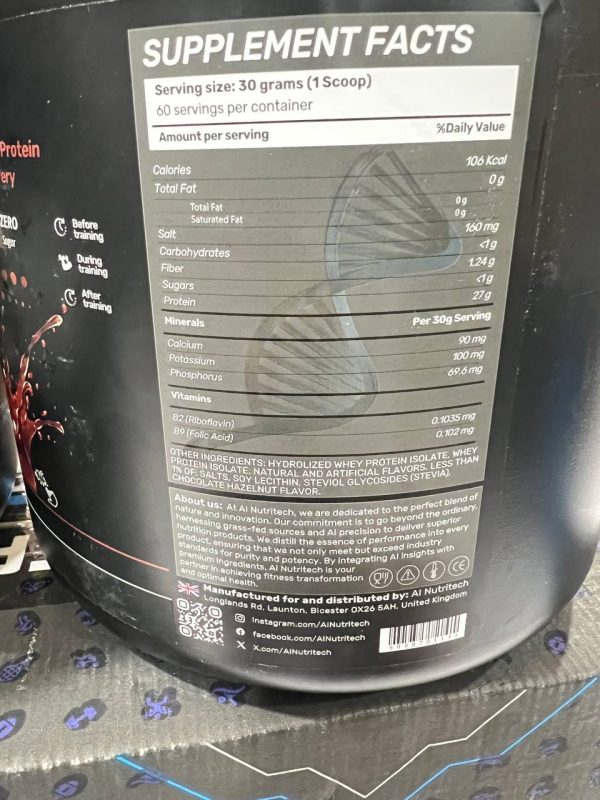 SUPPLEMENT FACTS
Serving size: 30 grams (1 Scoop)
60 servings per container
Amount per serving %Daily Value
Calories 106 Kcal
Total Fat 0g
Total Fat 0g
Saturated Fat 0g
Salt 160 mg
Carbohydrates <1g
Fiber 1.24 g
Sugars <1g
Protein 27g
Minerals Per 30g Serving
Calcium 90 mg
Potassium 100 mg
Phosphorus 69.6 mg
Vitamins
B2 (Riboflavin) 0.1035 mg
B9 (Folic Acid) 0.102 mg
OTHER INGREDIENTS: HYDROLIZED WHEY PROTEIN ISOLATE, WHEY
PROTEIN ISOLATE, NATURAL AND ARTIFICIAL FLAVORS. LESS THAN
1% OF: SALTS, SOY LECITHIN, STEVIOL GLYCOSIDES (STEVIA),
CHOCOLATE HAZELNUT FLAVOR.
About us: At AI Nutritech, we are dedicated to the perfect blend of
nature and innovation. Our commitment is to go beyond the ordinary,
harnessing grass-fed sources and AI precision to deliver superior
nutrition products. We distill the essence of performance into every
product, ensuring that we not only meet but exceed industry
standards for purity and potency. By integrating AI insights with
premium ingredients, AI Nutritech is your
partner in achieving fitness transformation
and optimal health.
CE
Manufactured for and distributed by: AI Nutritech
Longlands Rd, Launton, Bicester OX26 5AH, United Kingdom
Instagram.com/AiNutritech
facebook.com/AiNutritech
X.com/AiNutritech
Protein
ery
ZERO
Sugar
Before
training
During
training
After
training